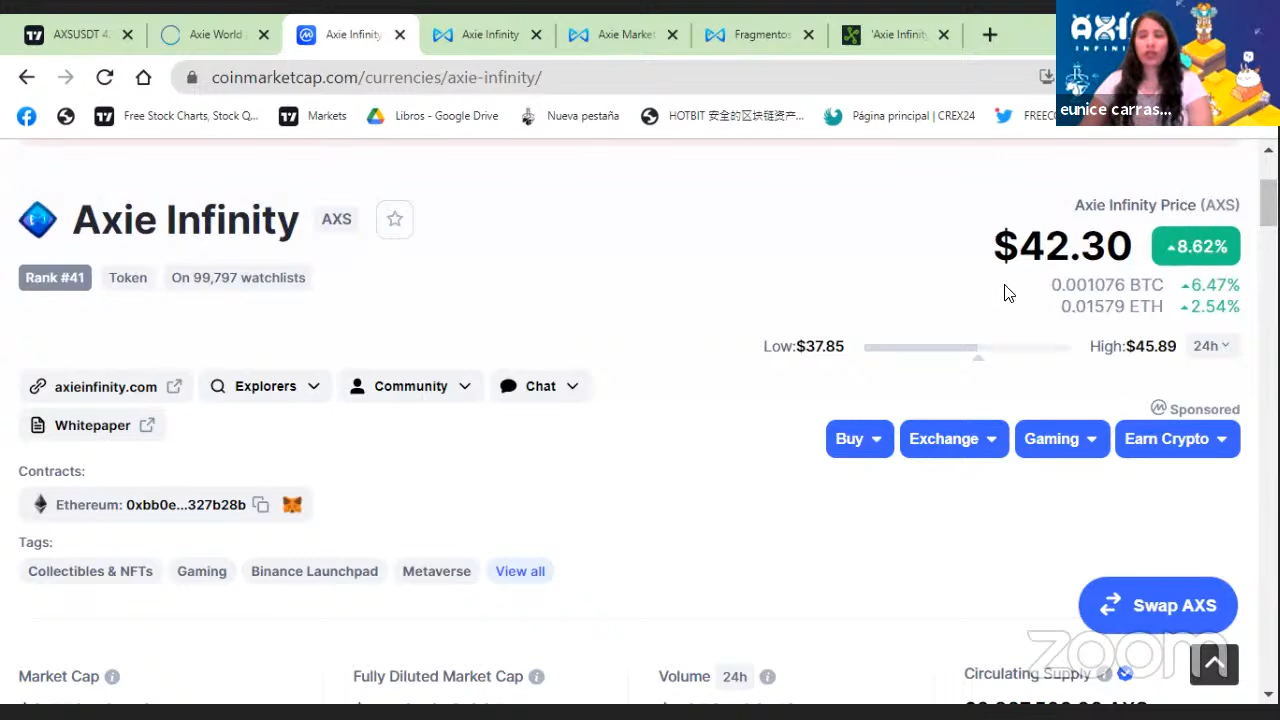 AXSUSDT 4.
Axie World
Axie Infinity
Axie Infinity
Axie Market
Fragmentos
'Axie Infinit
coinmarketcap.com/currencies/axie-infinity/
Free Stock Charts, Stock Q...
Markets
Libros
Google Drive
Nueva pestaña
HOTBIT 安全的区块链资产...
Página principal | CREX24
FREEC
AXIE
INFINIT
eunice carras...
Axie Infinity
AXS
Rank #41
Token
On 99,797 watchlists
Axie Infinity Price (AXS)
$42.30
8.62%
0.001076 BTC
6.47%
0.01579 ETH
2.54%
Low:$37.85
High:$45.89
24h
axieinfinity.com
Explorers
Community
Chat
Whitepaper
Sponsored
Buy
Exchange
Gaming
Earn Crypto
Contracts:
Ethereum: 0xbb0e...327b28b
Tags:
Collectibles & NFTs
Gaming
Binance Launchpad
Metaverse
View all
Swap AXS
zoom
Market Cap
Fully Diluted Market Cap
Volume
24h
Circulating Supply